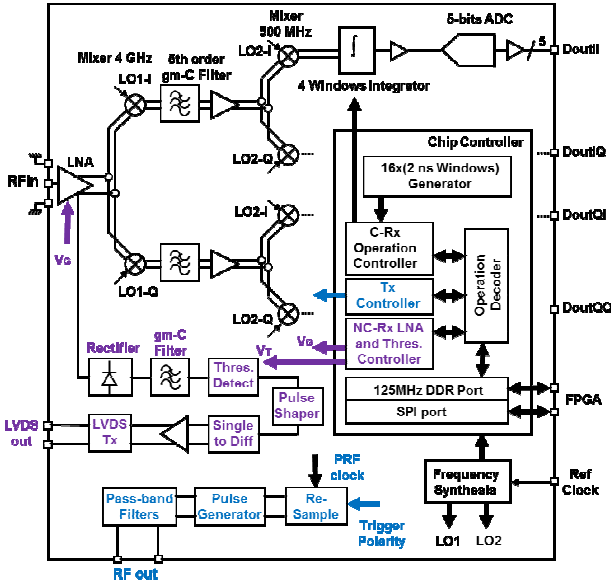 Mixer 4 GHz
LO1-I
5th order
gm-C Filter
Mixer
500 MHz
LO2-I
∫
4 Windows Integrator
5-bits ADC
5
DoutII
LO2-Q
DoutIQ
LNA
RFin
VG
LO1-Q
LO2-I
LO2-Q
DoutQI
DoutQQ
Chip Controller
16x(2 ns Windows)
Generator
C-Rx
Operation
Controller
Tx
Controller
NC-Rx LNA
and Thres.
Controller
Operation
Decoder
VG
VT
125MHz DDR Port
SPI port
FPGA
Rectifier
gm-C
Filter
Thres.
Detect
Pulse
Shaper
LVDS
out
LVDS
Tx
Single
to Diff
PRF
clock
Pass-band
Filters
Pulse
Generator
Re-
Sample
Trigger
Polarity
RF out
Frequency
Synthesis
Ref
Clock
LO1
LO2